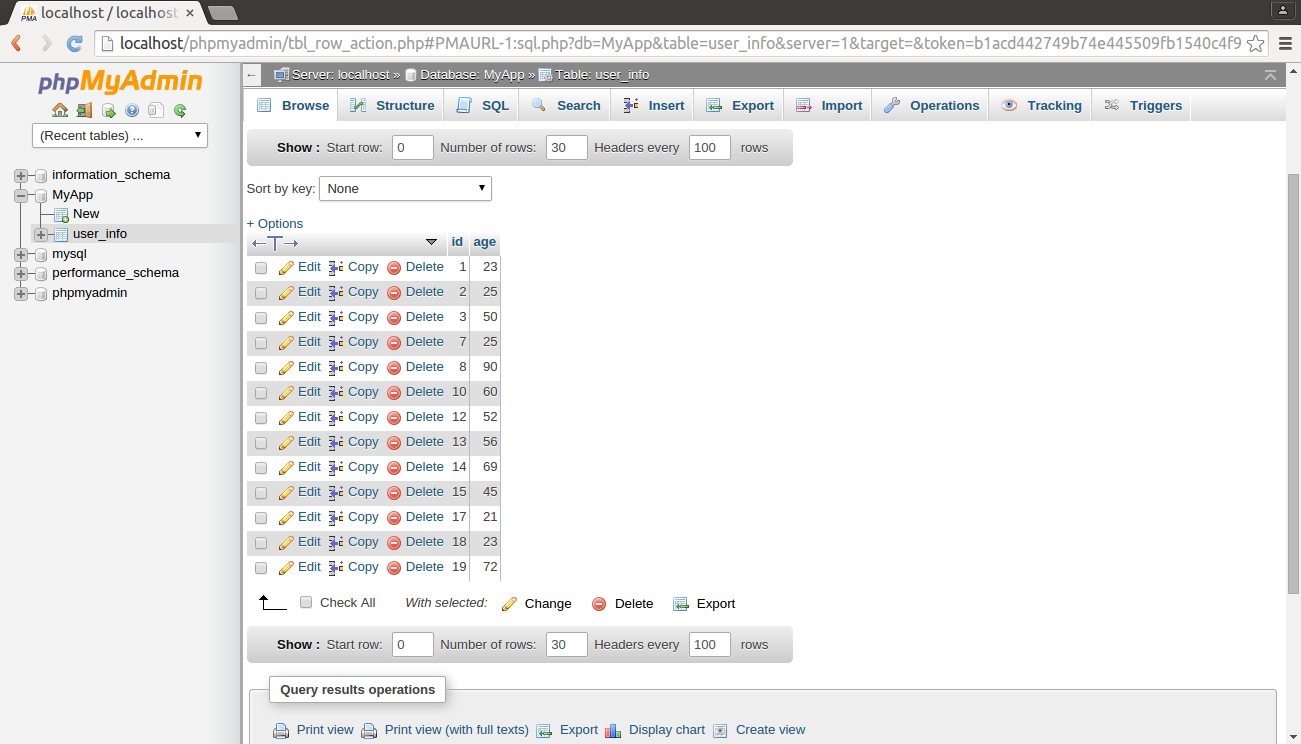 localhost / localhost
localhost/phpmyadmin/tbl_row_action.php#PMAURL-1:sql.php?db=MyApp&table=user_info&server=1&target=&token=b1acd442749b74e445509fb1540c4f9
phpMyAdmin
(Recent tables) ...
information_schema
MyApp
New
user_info
mysql
performance_schema
phpmyadmin
Server: localhost » Database: MyApp » Table: user_info
Browse Structure SQL Search Insert Export Import Operations Tracking Triggers
Show : Start row: 0 Number of rows: 30 Headers every 100 rows
Sort by key: None
+ Options
←T→ id age
Edit Copy Delete 1 23
Edit Copy Delete 2 25
Edit Copy Delete 3 50
Edit Copy Delete 7 25
Edit Copy Delete 8 90
Edit Copy Delete 10 60
Edit Copy Delete 12 52
Edit Copy Delete 13 56
Edit Copy Delete 14 69
Edit Copy Delete 15 45
Edit Copy Delete 17 21
Edit Copy Delete 18 23
Edit Copy Delete 19 72
Check All With selected: Change Delete Export
Show : Start row: 0 Number of rows: 30 Headers every 100 rows
Query results operations
Print view Print view (with full texts) Export Display chart Create view